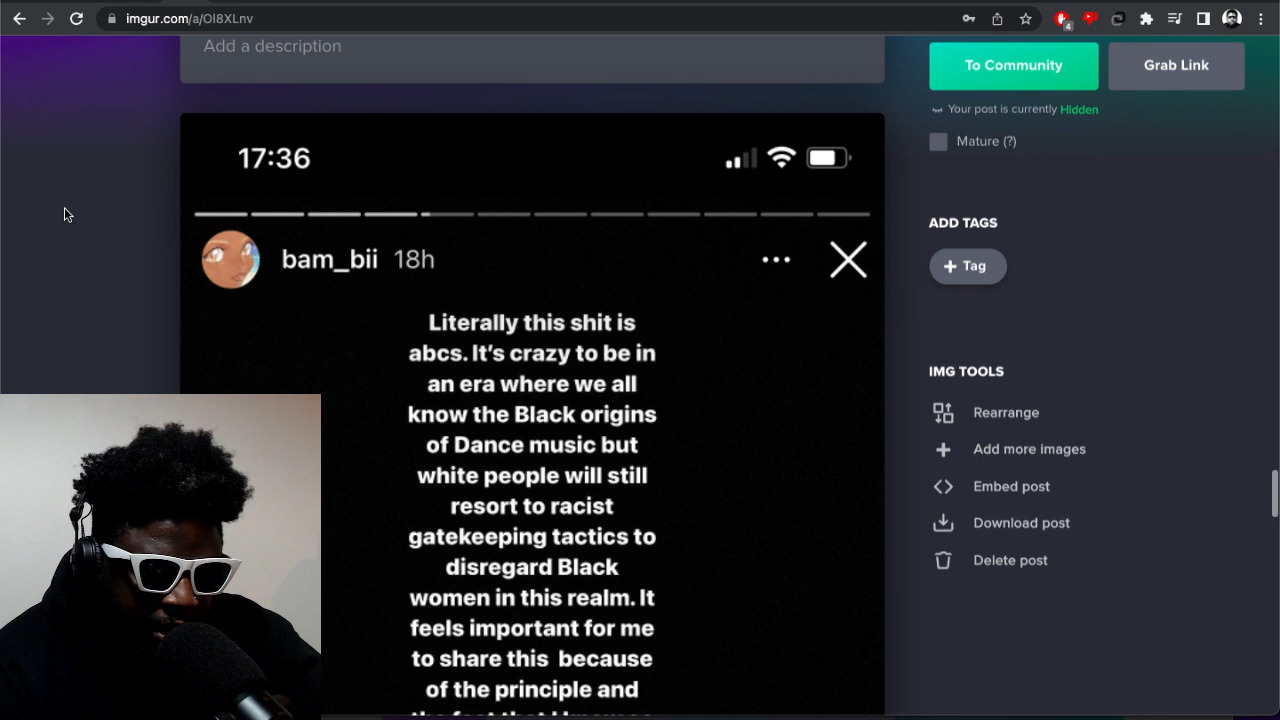 imgur.com/a/OI8XLnv
4
Add a description
To Community
Grab Link
Your post is currently Hidden
Mature (?)
17:36
ADD TAGS
+ Tag
bam_bii 18h
Literally this shit is
abcs. It's crazy to be in
an era where we all
know the Black origins
of Dance music but
white people will still
resort to racist
gatekeeping tactics to
disregard Black
women in this realm. It
feels important for me
to share this because
of the principle and
IMG TOOLS
Rearrange
Add more images
Embed post
Download post
Delete post